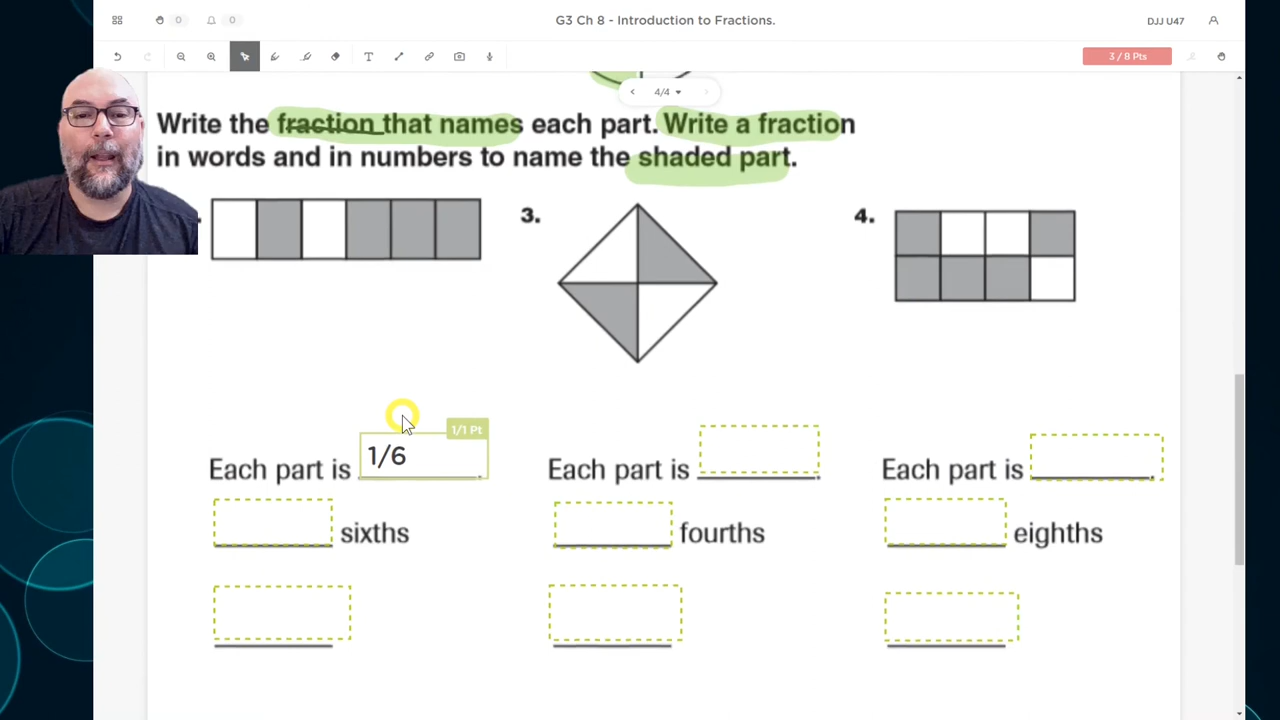 G3 Ch 8 - Introduction to Fractions.
0
0
DJJ U47
3 / 8 Pts
4/4
Write the fraction that names each part. Write a fraction
in words and in numbers to name the shaded part.
3.
4.
1/1 Pt
Each part is 1/6.
sixths
Each part is .
fourths
Each part is .
eighths